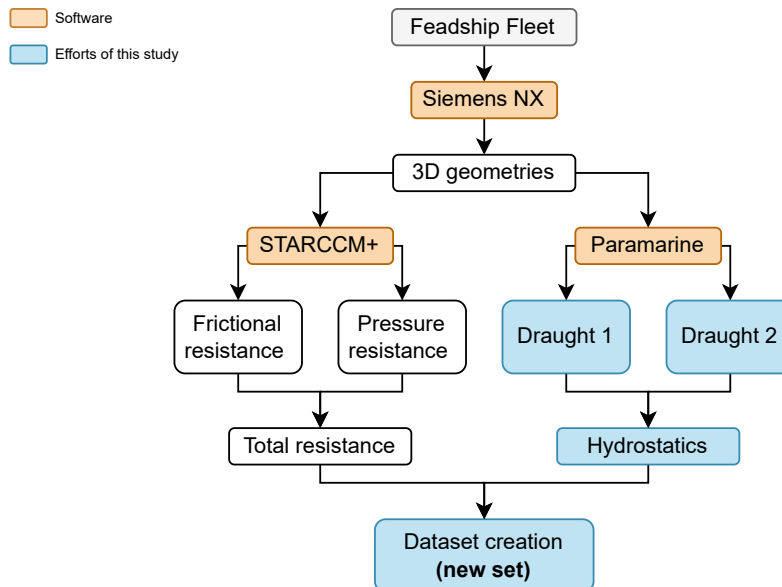 Software
Efforts of this study
Feadship Fleet
Siemens NX
3D geometries
STARCCM+
Paramarine
Frictional
resistance
Pressure
resistance
Draught 1
Draught 2
Total resistance
Hydrostatics
Dataset creation
(new set)